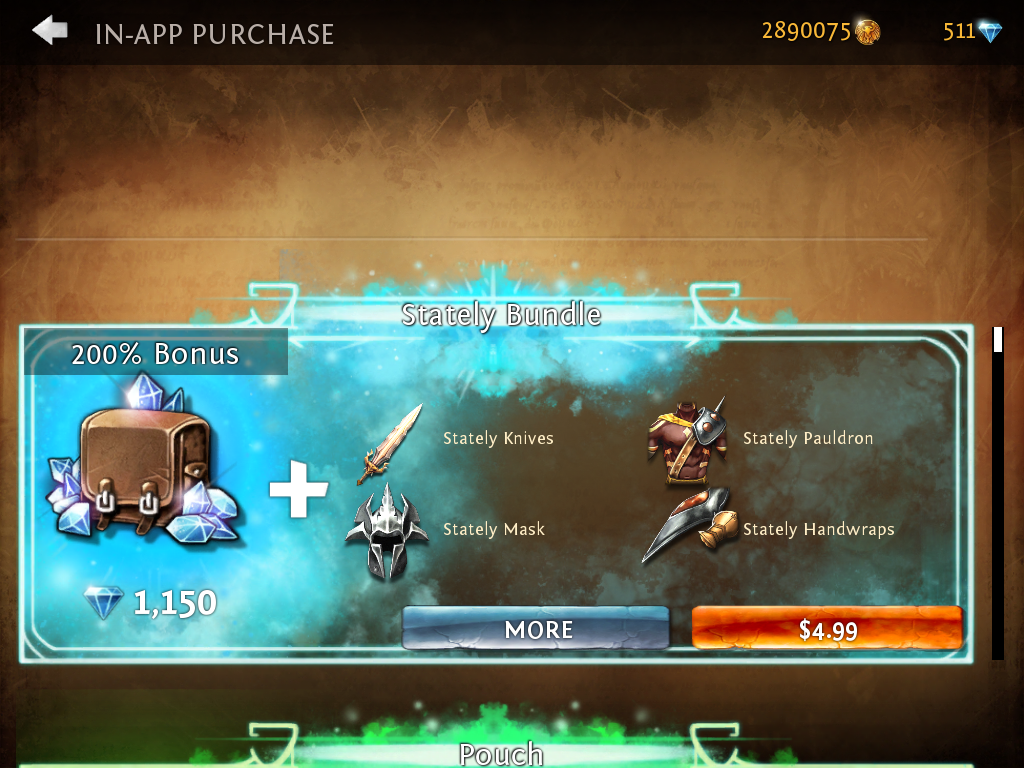 IN-APP PURCHASE
2890075
511
Stately Bundle
200% Bonus
Stately Knives
Stately Pauldron
Stately Mask
Stately Handwraps
1,150
MORE
$4.99
Pouch